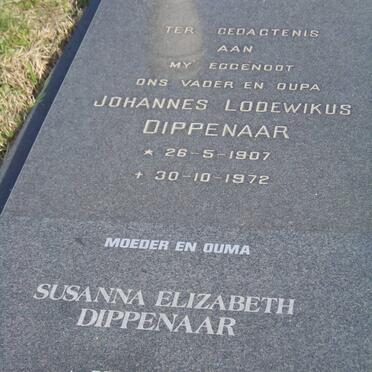 TER GEDAGTENIS
AAN
MY EGGENOOT
ONS VADER EN OUPA
JOHANNES LODEWIKUS
DIPPENAAR
* 26-5-1907
+ 30-10-1972
MOEDER EN OUMA
SUSANNA ELIZABETH
DIPPENAAR